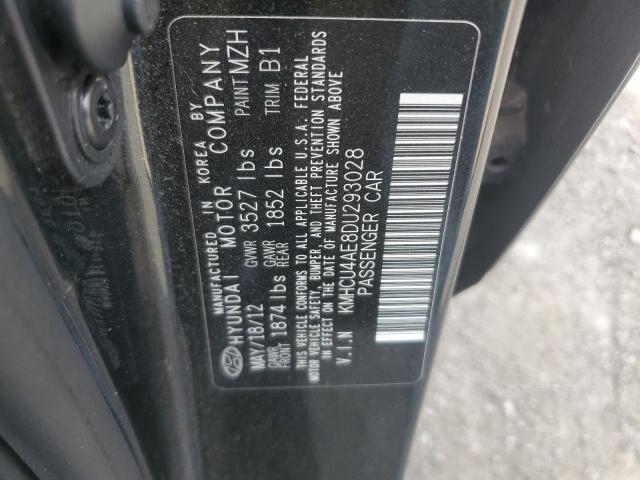 MANUFACTURED IN KOREA BY
HYUNDAI MOTOR COMPANY
MAY/18/12 GVWR 3527 lbs PAINT MZH
GAWR FRONT 1874 lbs GAWR REAR 1852 lbs TRIM B1
THIS VEHICLE CONFORMS TO ALL APPLICABLE U.S.A. FEDERAL
MOTOR VEHICLE SAFETY, BUMPER, AND THEFT PREVENTION STANDARDS
IN EFFECT ON THE DATE OF MANUFACTURE SHOWN ABOVE
V.I.N KMHCU4AE8DU293028
PASSENGER CAR